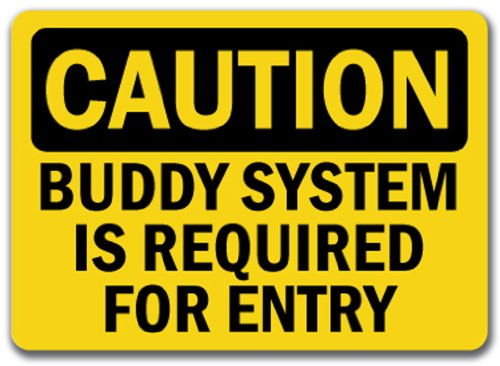 CAUTION
BUDDY SYSTEM
IS REQUIRED
FOR ENTRY